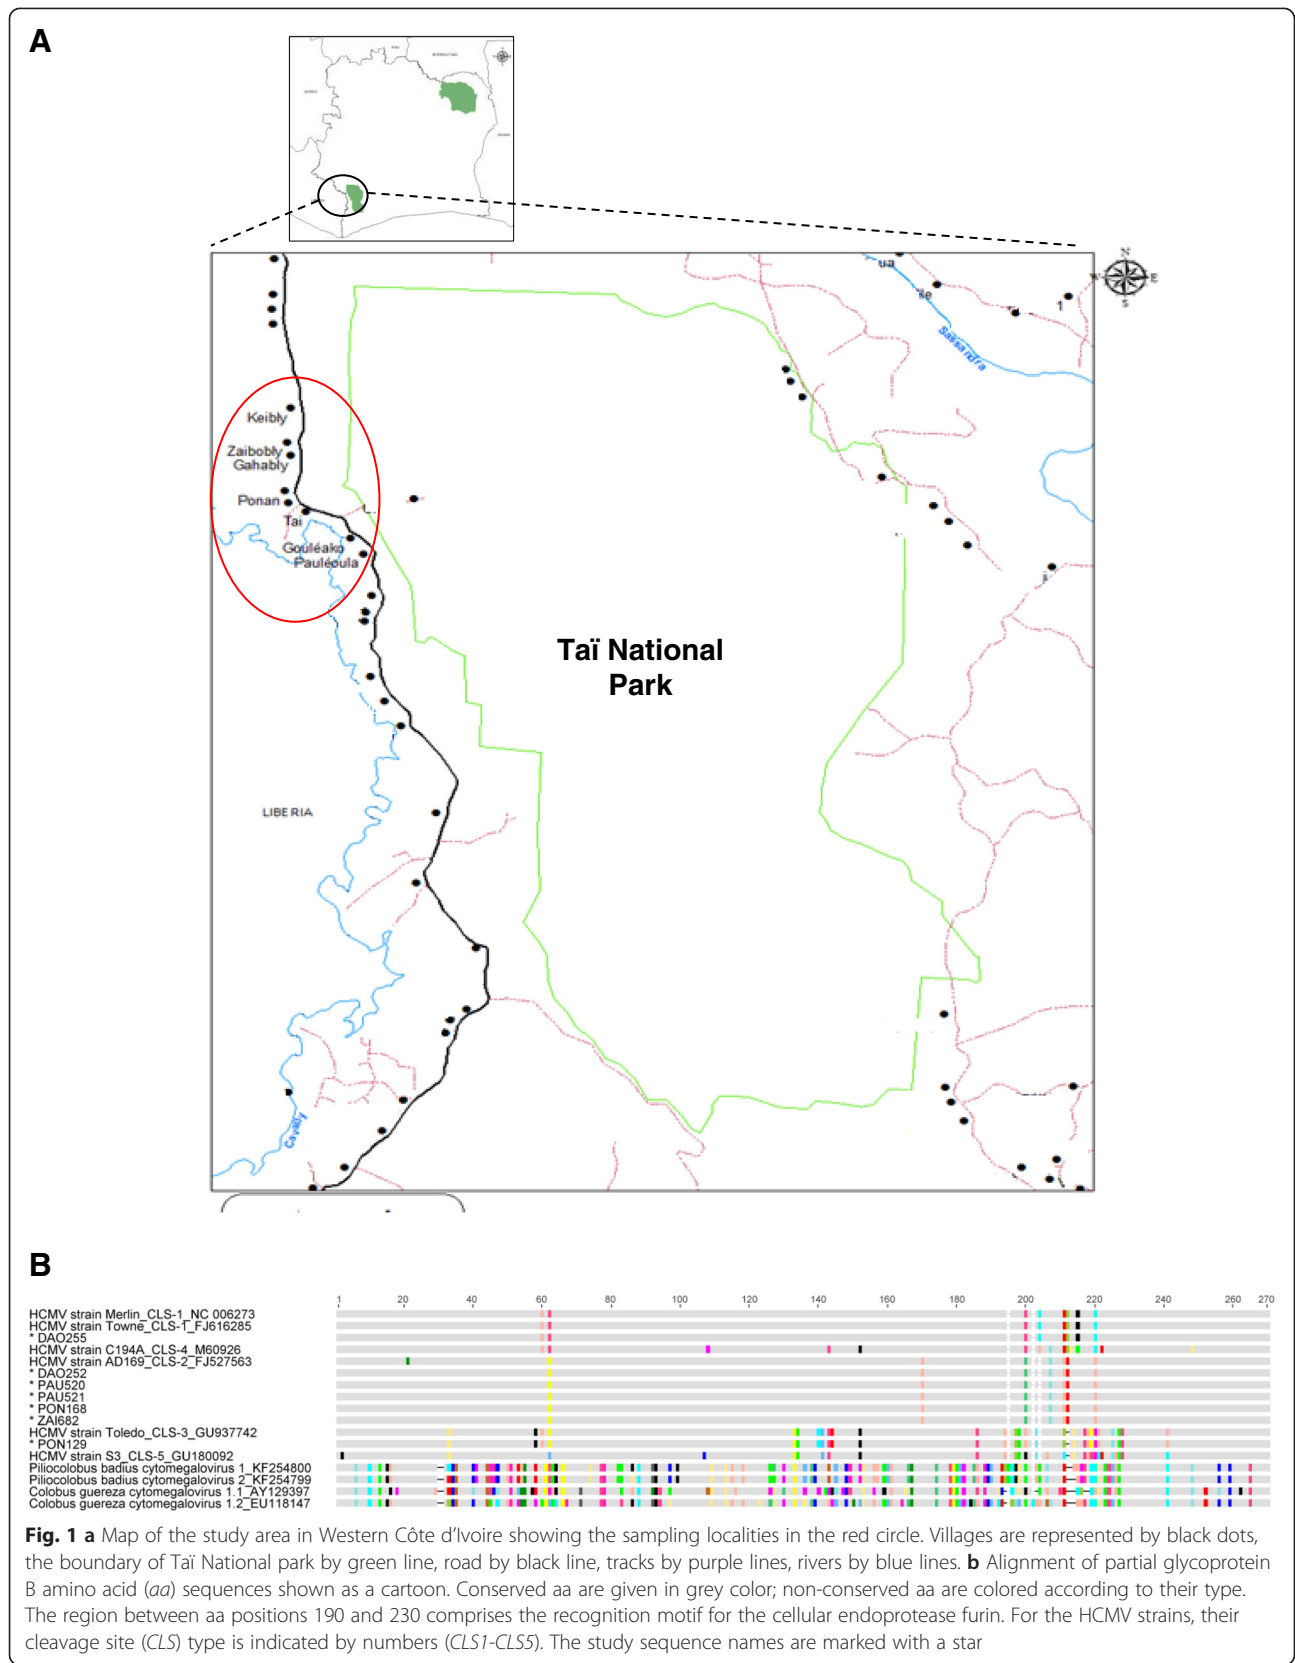 A
N
W
E
S
ua
ïle
1
Sassandra
Keibly
Zaibobly
Gahably
Ponan
Tai
Gouléako
Pauléoula
Taï National
Park
LIBERIA
Cavally
B
1 20 40 60 80 100 120 140 160 180 200 220 240 260 270
HCMV strain Merlin_CLS-1_NC 006273
HCMV strain Towne_CLS-1_FJ616285
* DAO255
HCMV strain C194A_CLS-4_M60926
HCMV strain AD169_CLS-2_FJ527563
* DAO252
* PAU520
* PAU521
* PON168
* ZAI682
HCMV strain Toledo_CLS-3_GU937742
* PON129
HCMV strain S3_CLS-5_GU180092
Piliocolobus badius cytomegalovirus 1_KF254800
Piliocolobus badius cytomegalovirus 2_KF254799
Colobus guereza cytomegalovirus 1.1_AY129397
Colobus guereza cytomegalovirus 1.2_EU118147
Fig. 1 a Map of the study area in Western Côte d'Ivoire showing the sampling localities in the red circle. Villages are represented by black dots,
the boundary of Taï National park by green line, road by black line, tracks by purple lines, rivers by blue lines. b Alignment of partial glycoprotein
B amino acid (aa) sequences shown as a cartoon. Conserved aa are given in grey color; non-conserved aa are colored according to their type.
The region between aa positions 190 and 230 comprises the recognition motif for the cellular endoprotease furin. For the HCMV strains, their
cleavage site (CLS) type is indicated by numbers (CLS1-CLS5). The study sequence names are marked with a star